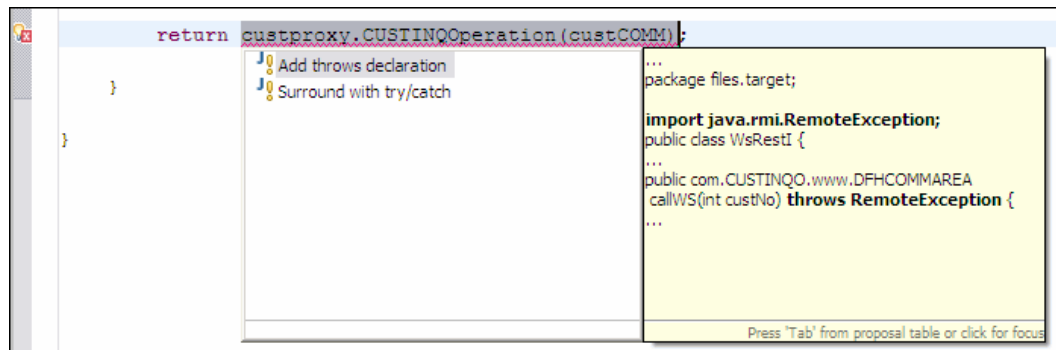 return custproxy.CUSTINQOperation(custCOMM);
Add throws declaration
Surround with try/catch
}
}
...
package files.target;
import java.rmi.RemoteException;
public class WsRestI {
...
public com.CUSTINQO.www.DFHCOMMAREA
callWS(int custNo) throws RemoteException {
...
Press 'Tab' from proposal table or click for focus